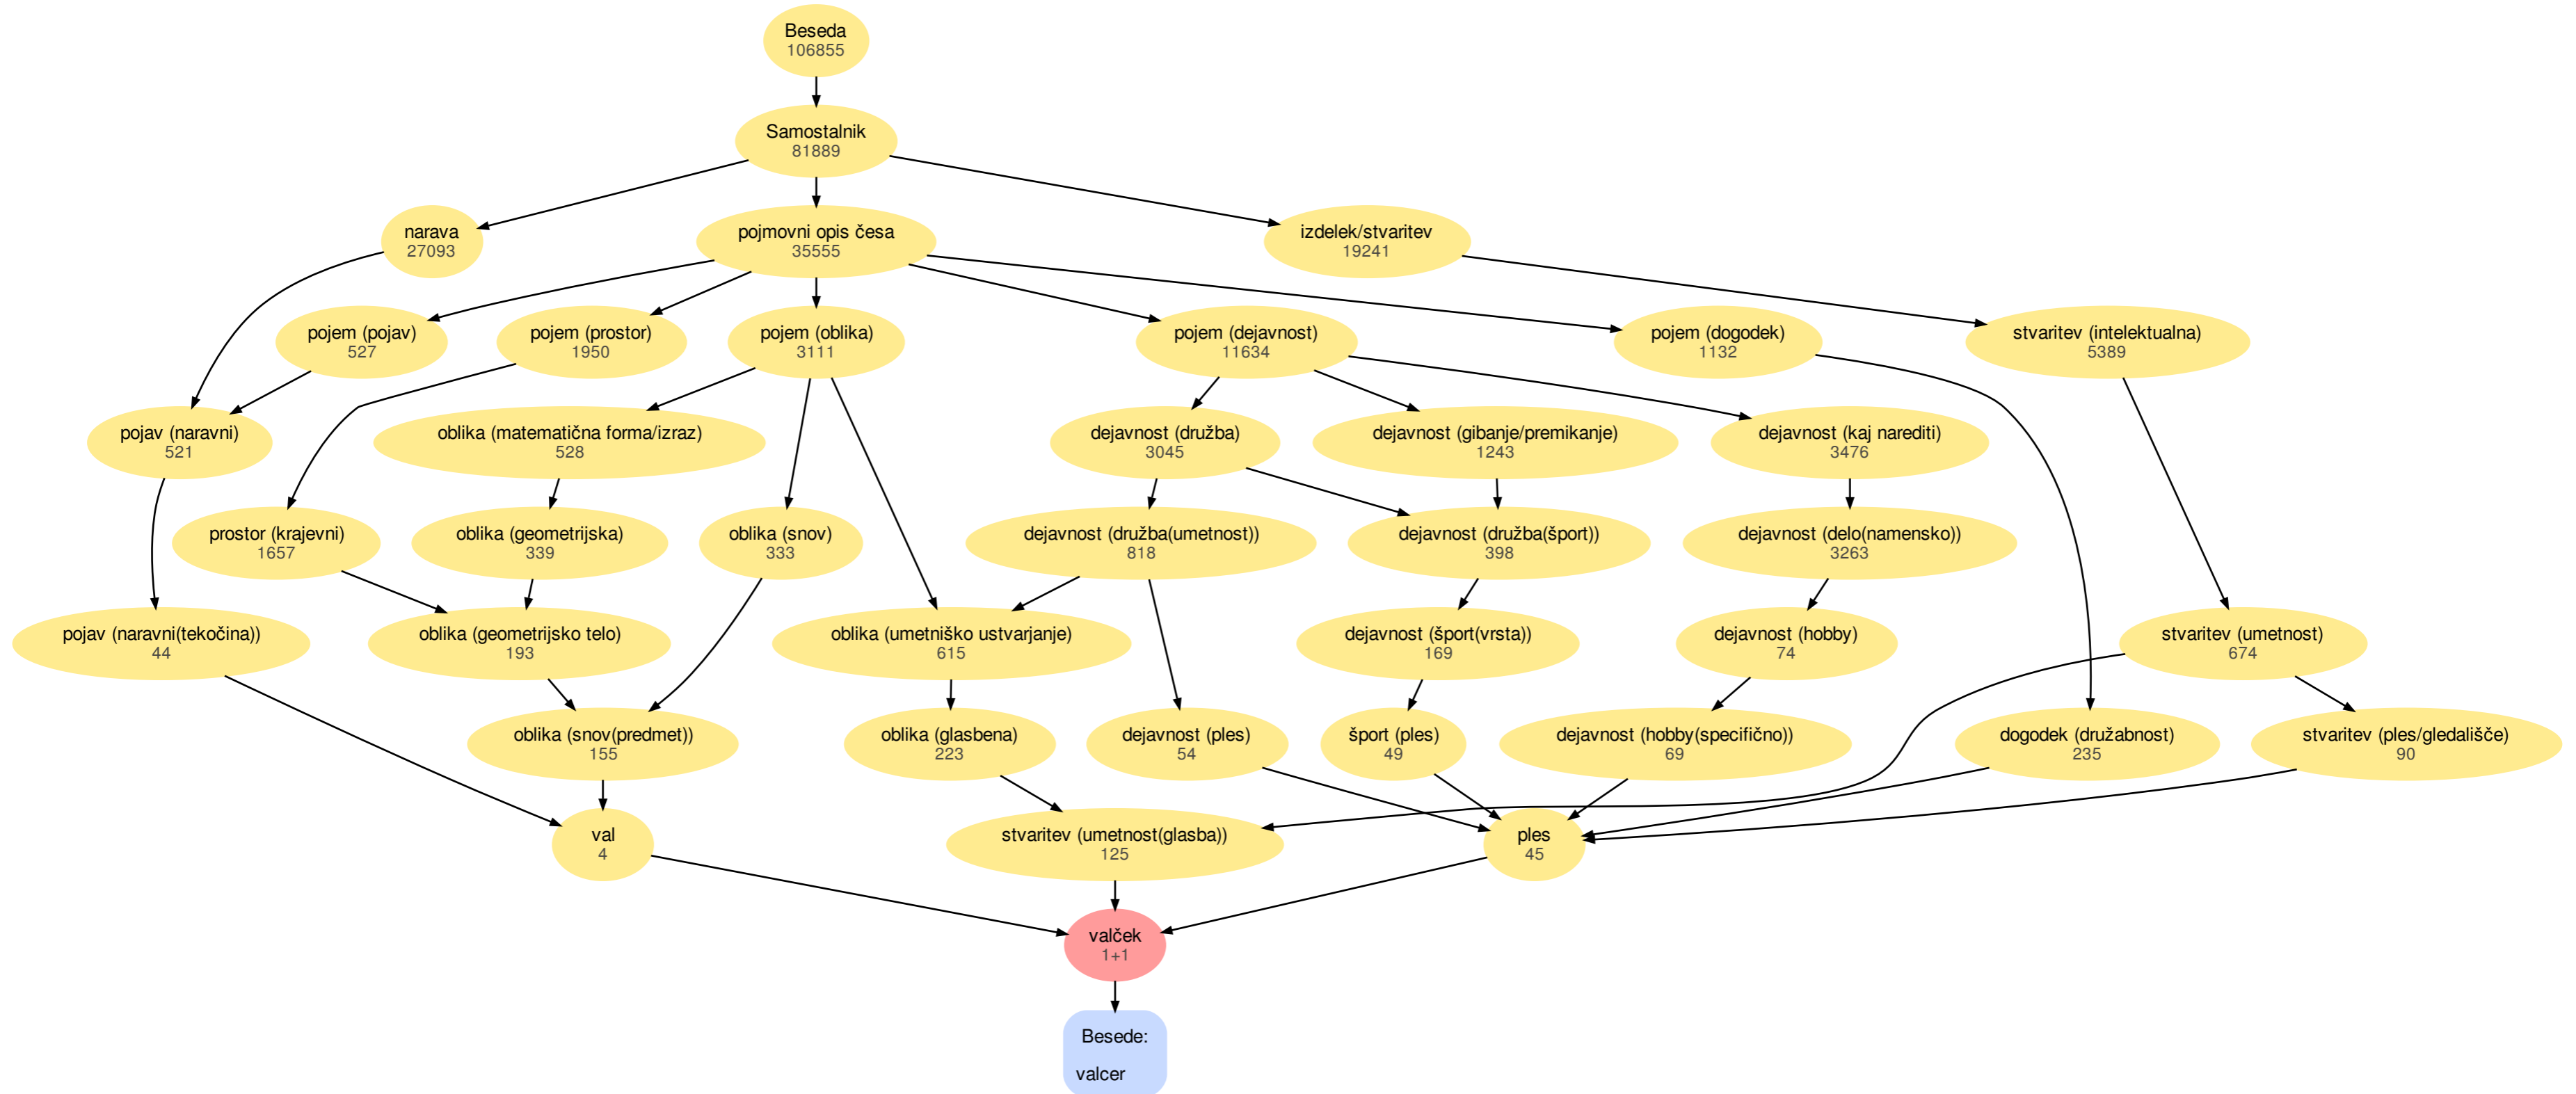 Beseda
106855
Samostalnik
81889
narava
27093
pojmovni opis česa
35555
izdelek/stvaritev
19241
pojem (pojav)
527
pojem (prostor)
1950
pojem (oblika)
3111
pojem (dejavnost)
11634
pojem (dogodek)
1132
stvaritev (intelektualna)
5389
pojav (naravni)
521
oblika (matematična forma/izraz)
528
dejavnost (družba)
3045
dejavnost (gibanje/premikanje)
1243
dejavnost (kaj narediti)
3476
prostor (krajevni)
1657
oblika (geometrijska)
339
oblika (snov)
333
dejavnost (družba(umetnost))
818
dejavnost (družba(šport))
398
dejavnost (delo(namensko))
3263
pojav (naravni(tekočina))
44
oblika (geometrijsko telo)
193
oblika (umetniško ustvarjanje)
615
dejavnost (šport(vrsta))
169
dejavnost (hobby)
74
stvaritev (umetnost)
674
oblika (snov(predmet))
155
oblika (glasbena)
223
dejavnost (ples)
54
šport (ples)
49
dejavnost (hobby(specifično))
69
dogodek (družabnost)
235
stvaritev (ples/gledališče)
90
val
4
stvaritev (umetnost(glasba))
125
ples
45
valček
1+1
Besede:
valcer